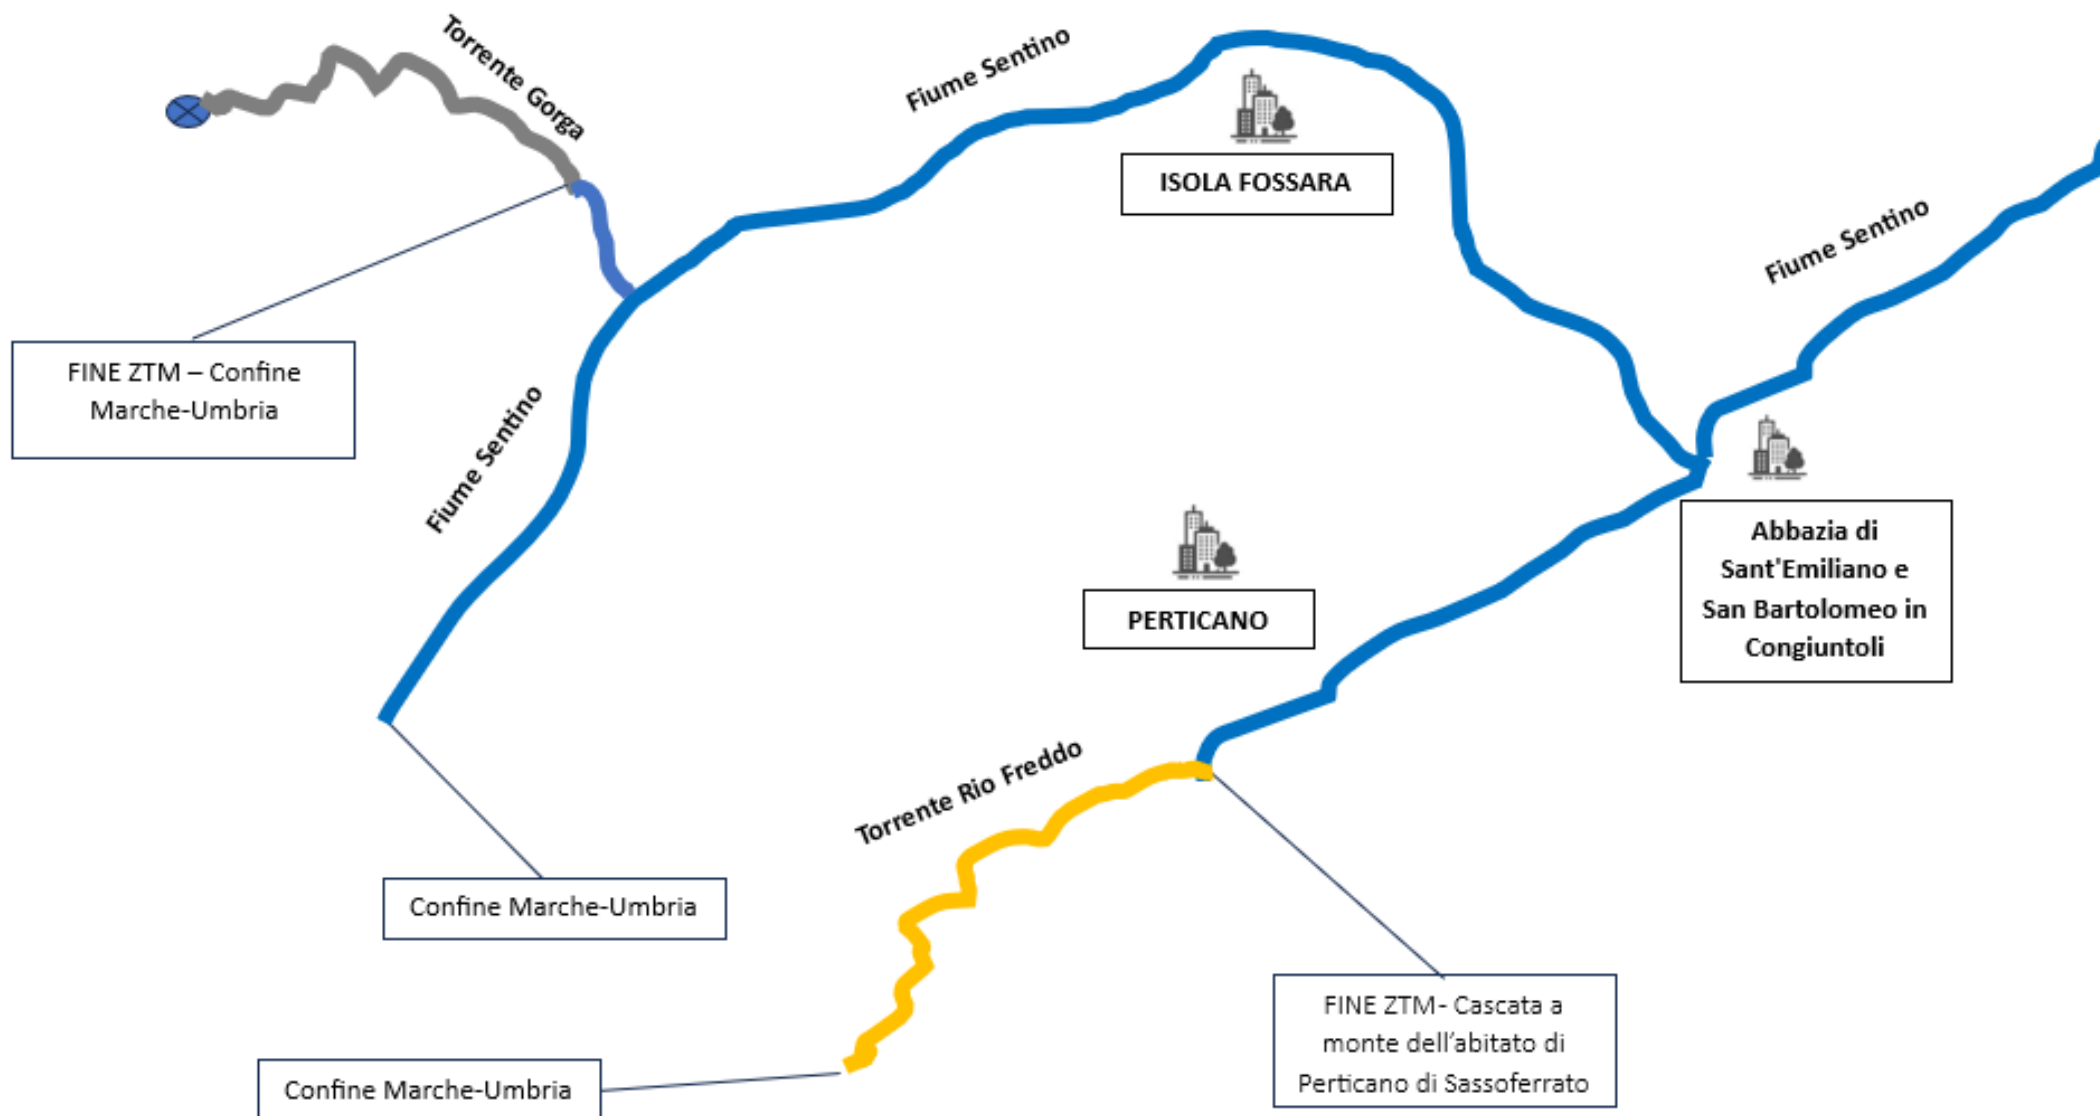 Torrente Gorga
Fiume Sentino
ISOLA FOSSARA
Fiume Sentino
FINE ZTM – Confine
Marche-Umbria
Fiume Sentino
Abbazia di
Sant'Emiliano e
San Bartolomeo in
Congiuntoli
PERTICANO
Torrente Rio Freddo
Confine Marche-Umbria
FINE ZTM- Cascata a
monte dell’abitato di
Perticano di Sassoferrato
Confine Marche-Umbria